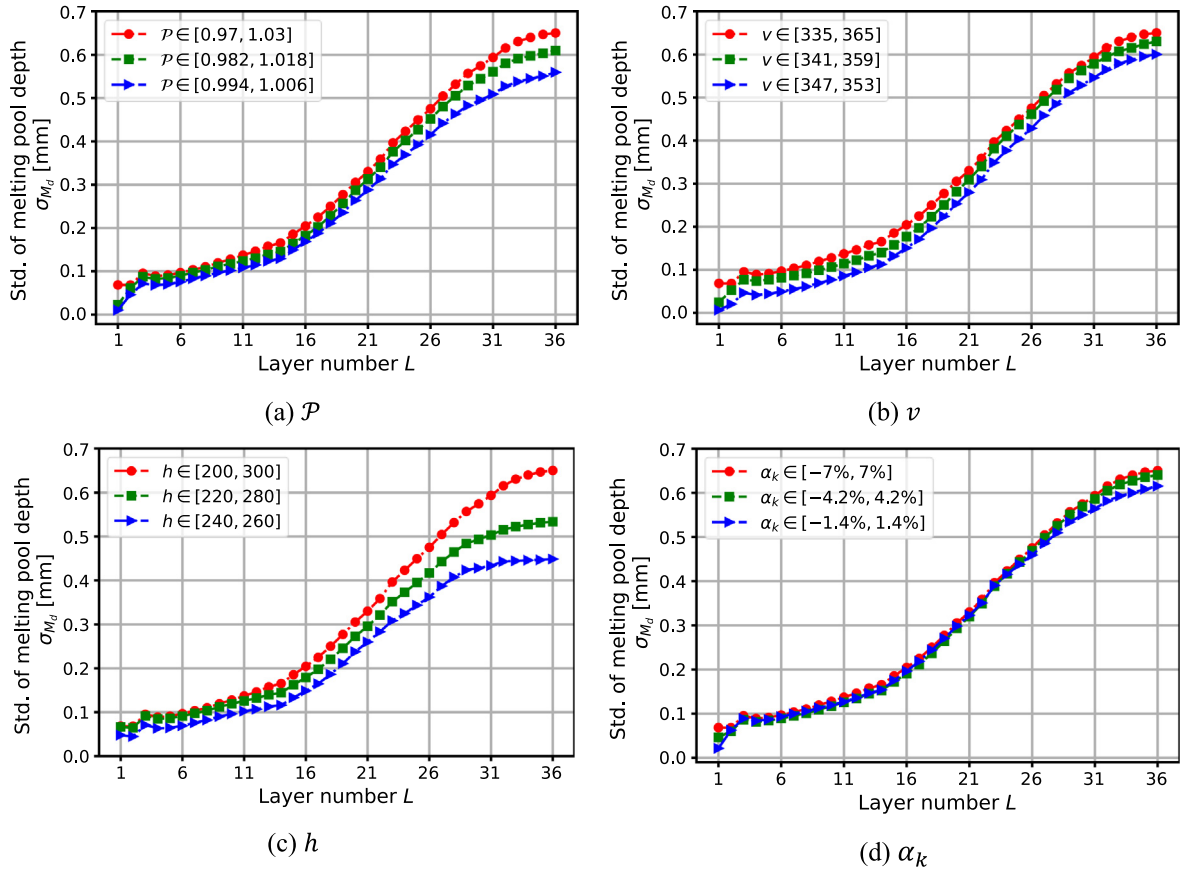 0.7
0.6
0.5
0.4
0.3
0.2
0.1
0.0
Std. of melting pool depth
σ_{M_d} [mm]
𝒫 ∈ [0.97, 1.03]
𝒫 ∈ [0.982, 1.018]
𝒫 ∈ [0.994, 1.006]
1 6 11 16 21 26 31 36
Layer number L
(a) 𝒫
0.7
0.6
0.5
0.4
0.3
0.2
0.1
0.0
Std. of melting pool depth
σ_{M_d} [mm]
v ∈ [335, 365]
v ∈ [341, 359]
v ∈ [347, 353]
1 6 11 16 21 26 31 36
Layer number L
(b) v
0.7
0.6
0.5
0.4
0.3
0.2
0.1
0.0
Std. of melting pool depth
σ_{M_d} [mm]
h ∈ [200, 300]
h ∈ [220, 280]
h ∈ [240, 260]
1 6 11 16 21 26 31 36
Layer number L
(c) h
0.7
0.6
0.5
0.4
0.3
0.2
0.1
0.0
Std. of melting pool depth
σ_{M_d} [mm]
α_k ∈ [−7%, 7%]
α_k ∈ [−4.2%, 4.2%]
α_k ∈ [−1.4%, 1.4%]
1 6 11 16 21 26 31 36
Layer number L
(d) α_k